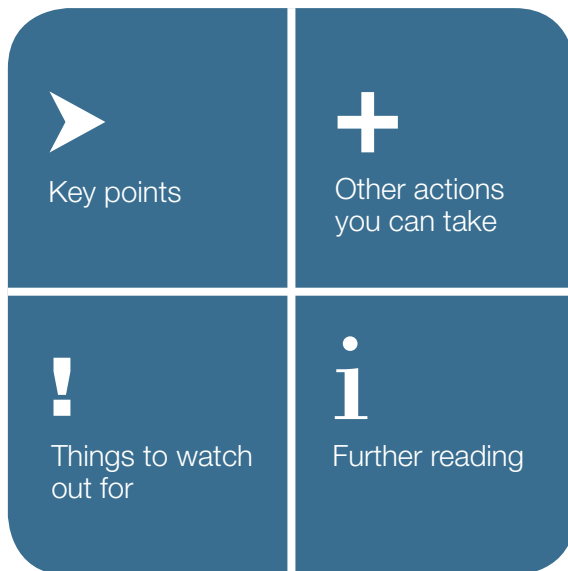 Key points
+
Other actions
you can take
!
Things to watch
out for
i
Further reading